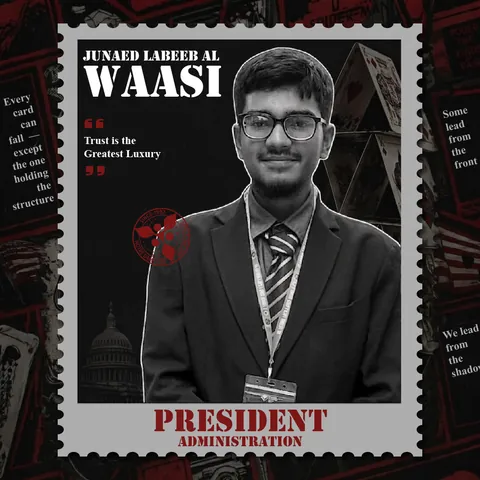 JUNAED LABEEB AL
WAASI
“
Trust is the
Greatest Luxury
”
Every
card
can
fall —
except
the one
holding
the
structure
Some
lead
from
the
front
We lead
from
the
shadow
PRESIDENT
ADMINISTRATION